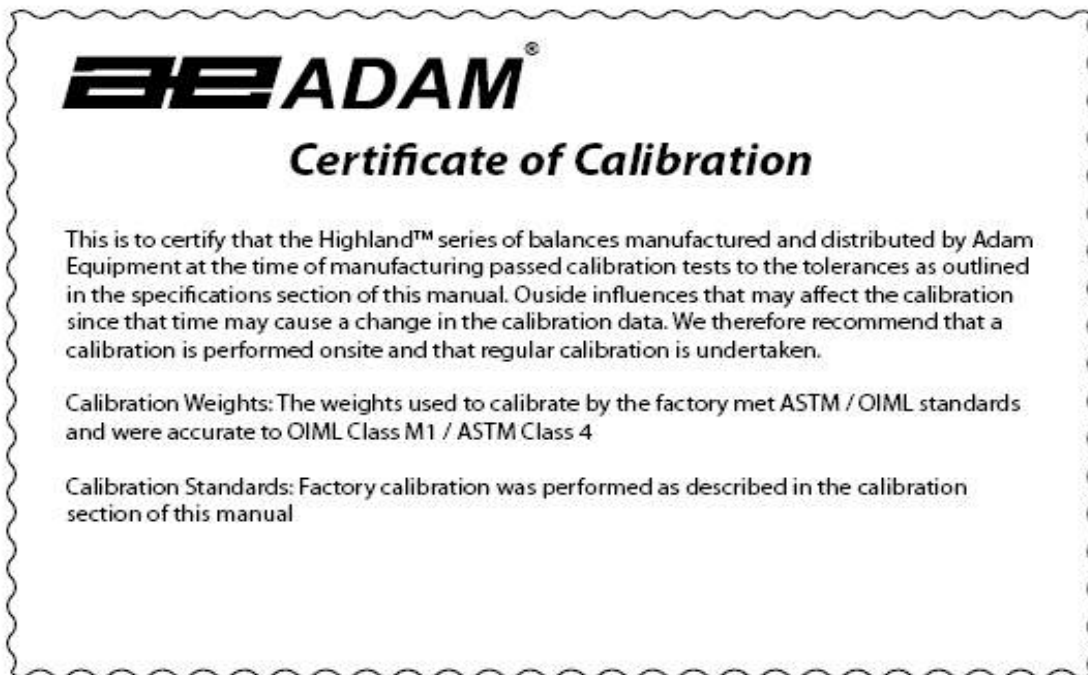 ae ADAM®
Certificate of Calibration
This is to certify that the Highland™ series of balances manufactured and distributed by Adam
Equipment at the time of manufacturing passed calibration tests to the tolerances as outlined
in the specifications section of this manual. Ouside influences that may affect the calibration
since that time may cause a change in the calibration data. We therefore recommend that a
calibration is performed onsite and that regular calibration is undertaken.
Calibration Weights: The weights used to calibrate by the factory met ASTM / OIML standards
and were accurate to OIML Class M1 / ASTM Class 4
Calibration Standards: Factory calibration was performed as described in the calibration
section of this manual